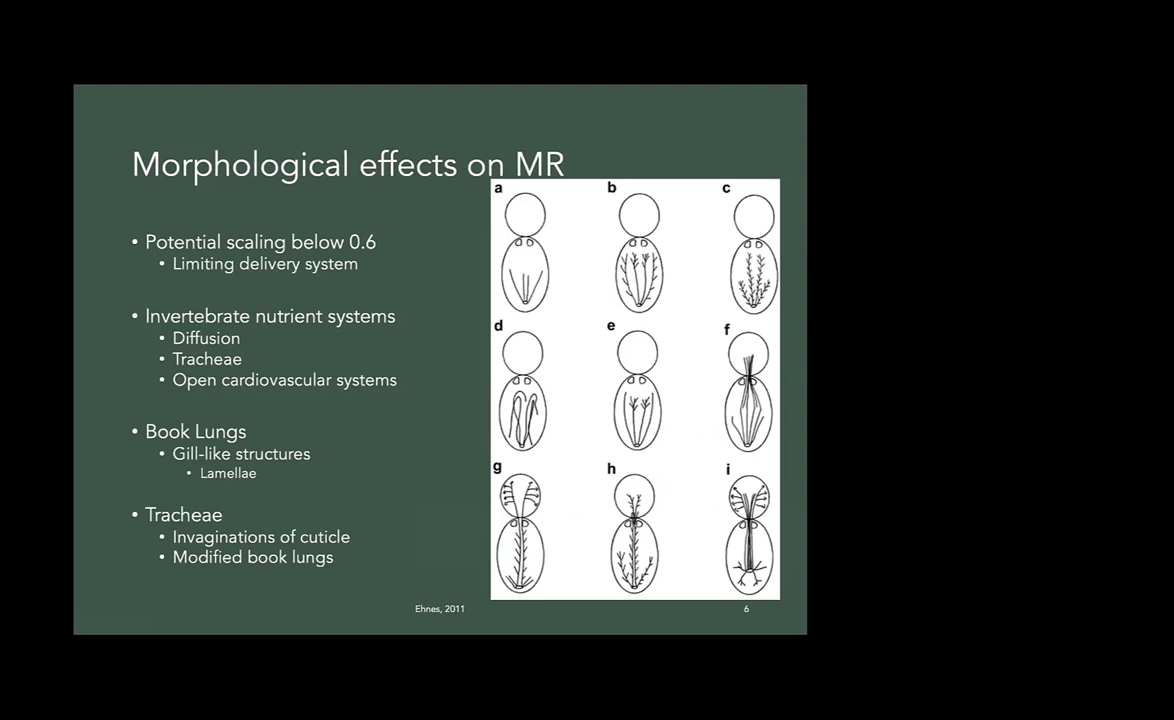 Morphological effects on MR
• Potential scaling below 0.6
• Limiting delivery system
• Invertebrate nutrient systems
• Diffusion
• Tracheae
• Open cardiovascular systems
• Book Lungs
• Gill-like structures
• Lamellae
• Tracheae
• Invaginations of cuticle
• Modified book lungs
a b c
d e f
g h i
Ehnes, 2011
6